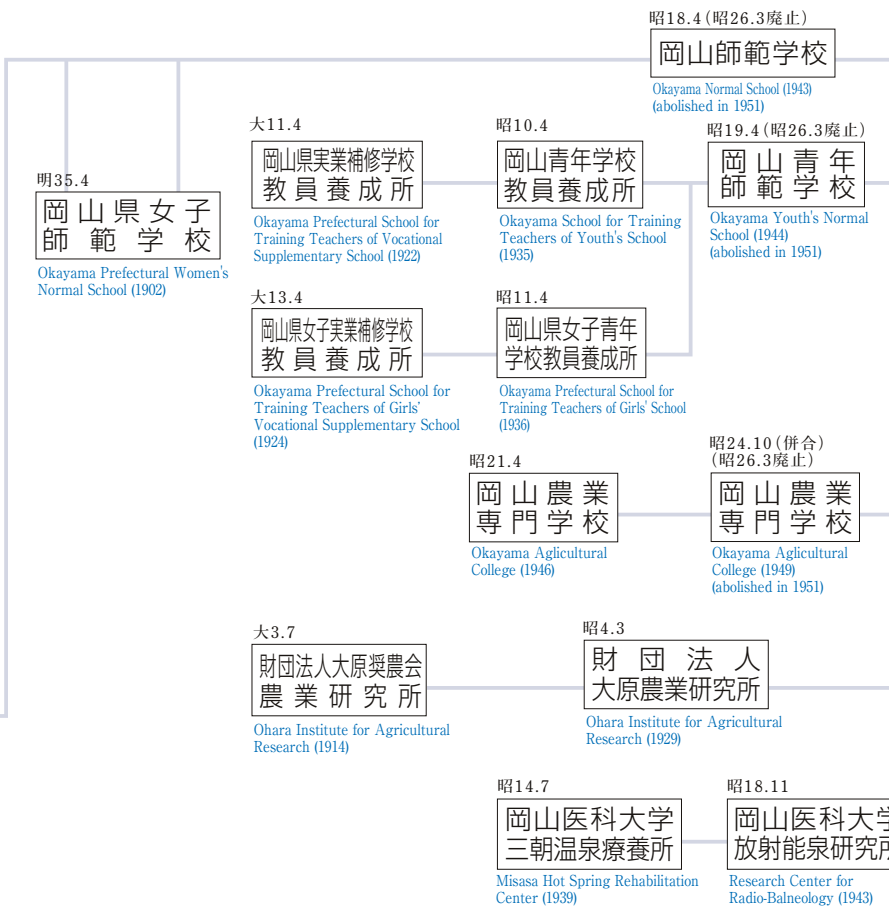 昭18.4（昭26.3廃止）
岡山師範学校
Okayama Normal School (1943)
(abolished in 1951)
大11.4
岡山県実業補修学校
教員養成所
Okayama Prefectural School for
Training Teachers of Vocational
Supplementary School (1922)
昭10.4
岡山青年学校
教員養成所
Okayama School for Training
Teachers of Youth's School
(1935)
昭19.4（昭26.3廃止）
岡山青年
師範学校
Okayama Youth's Normal
School (1944)
(abolished in 1951)
明35.4
岡山県女子
師範学校
Okayama Prefectural Women's
Normal School (1902)
大13.4
岡山県女子実業補修学校
教員養成所
Okayama Prefectural School for
Training Teachers of Girls'
Vocational Supplementary School
(1924)
昭11.4
岡山県女子青年
学校教員養成所
Okayama Prefectural School for
Training Teachers of Girls' School
(1936)
昭21.4
岡山農業
専門学校
Okayama Aglicultural
College (1946)
昭24.10（併合）
（昭26.3廃止）
岡山農業
専門学校
Okayama Aglicultural
College (1949)
(abolished in 1951)
大3.7
財団法人大原奨農会
農業研究所
Ohara Institute for Agricultural
Research (1914)
昭4.3
財団法人
大原農業研究所
Ohara Institute for Agricultural
Research (1929)
昭14.7
岡山医科大学
三朝温泉療養所
Misasa Hot Spring Rehabilitation
Center (1939)
昭18.11
岡山医科大学
放射能泉研究所
Research Center for
Radio-Balneology (1943)